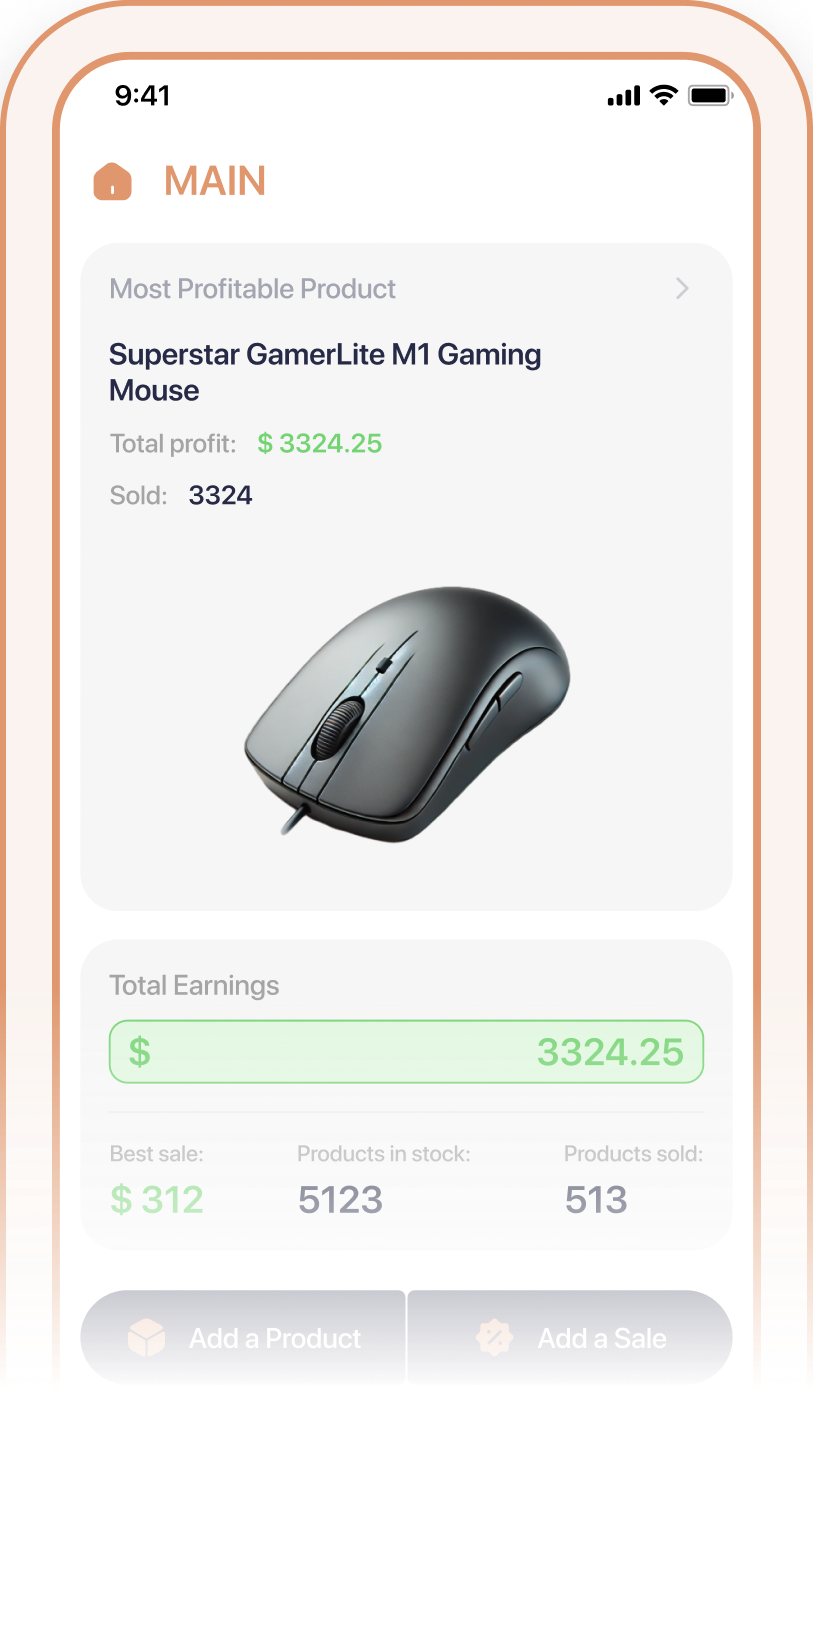 9:41
MAIN
Most Profitable Product
Superstar GamerLite M1 Gaming
Mouse
Total profit: $ 3324.25
Sold: 3324
Total Earnings
$ 3324.25
Best sale: Products in stock: Products sold:
$ 312 5123 513
Add a Product Add a Sale